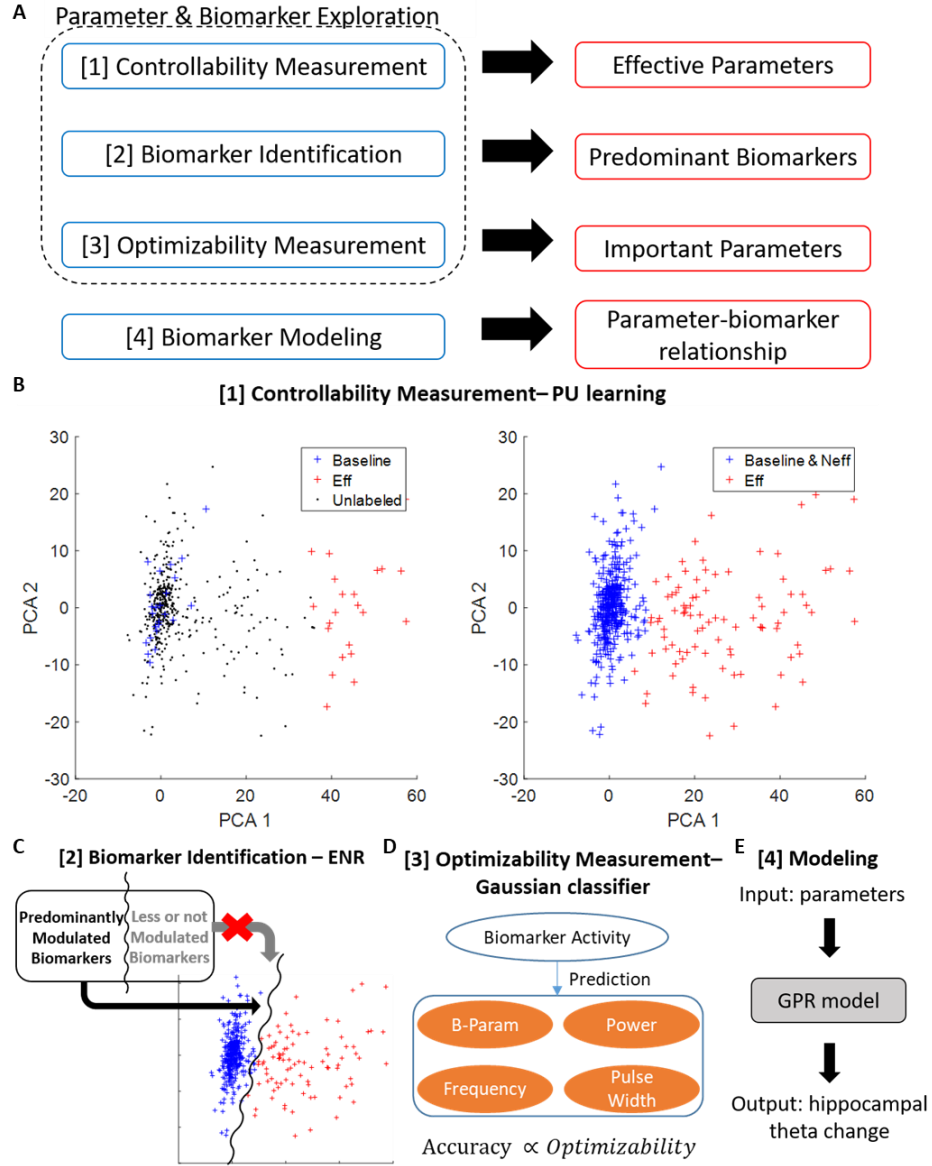 A
Parameter & Biomarker Exploration
[1] Controllability Measurement
Effective Parameters
[2] Biomarker Identification
Predominant Biomarkers
[3] Optimizability Measurement
Important Parameters
[4] Biomarker Modeling
Parameter-biomarker
relationship
B
[1] Controllability Measurement– PU learning
30
20
10
0
-10
-20
-30
PCA 2
-20
0
20
40
60
PCA 1
Baseline
Eff
Unlabeled
30
20
10
0
-10
-20
-30
PCA 2
-20
0
20
40
60
PCA 1
Baseline & Neff
Eff
C
[2] Biomarker Identification – ENR
Predominantly
Modulated
Biomarkers
Less or not
Modulated
Biomarkers
D
[3] Optimizability Measurement–
Gaussian classifier
Biomarker Activity
Prediction
B-Param
Power
Frequency
Pulse
Width
Accuracy ∝ Optimizability
E
[4] Modeling
Input: parameters
GPR model
Output: hippocampal
theta change